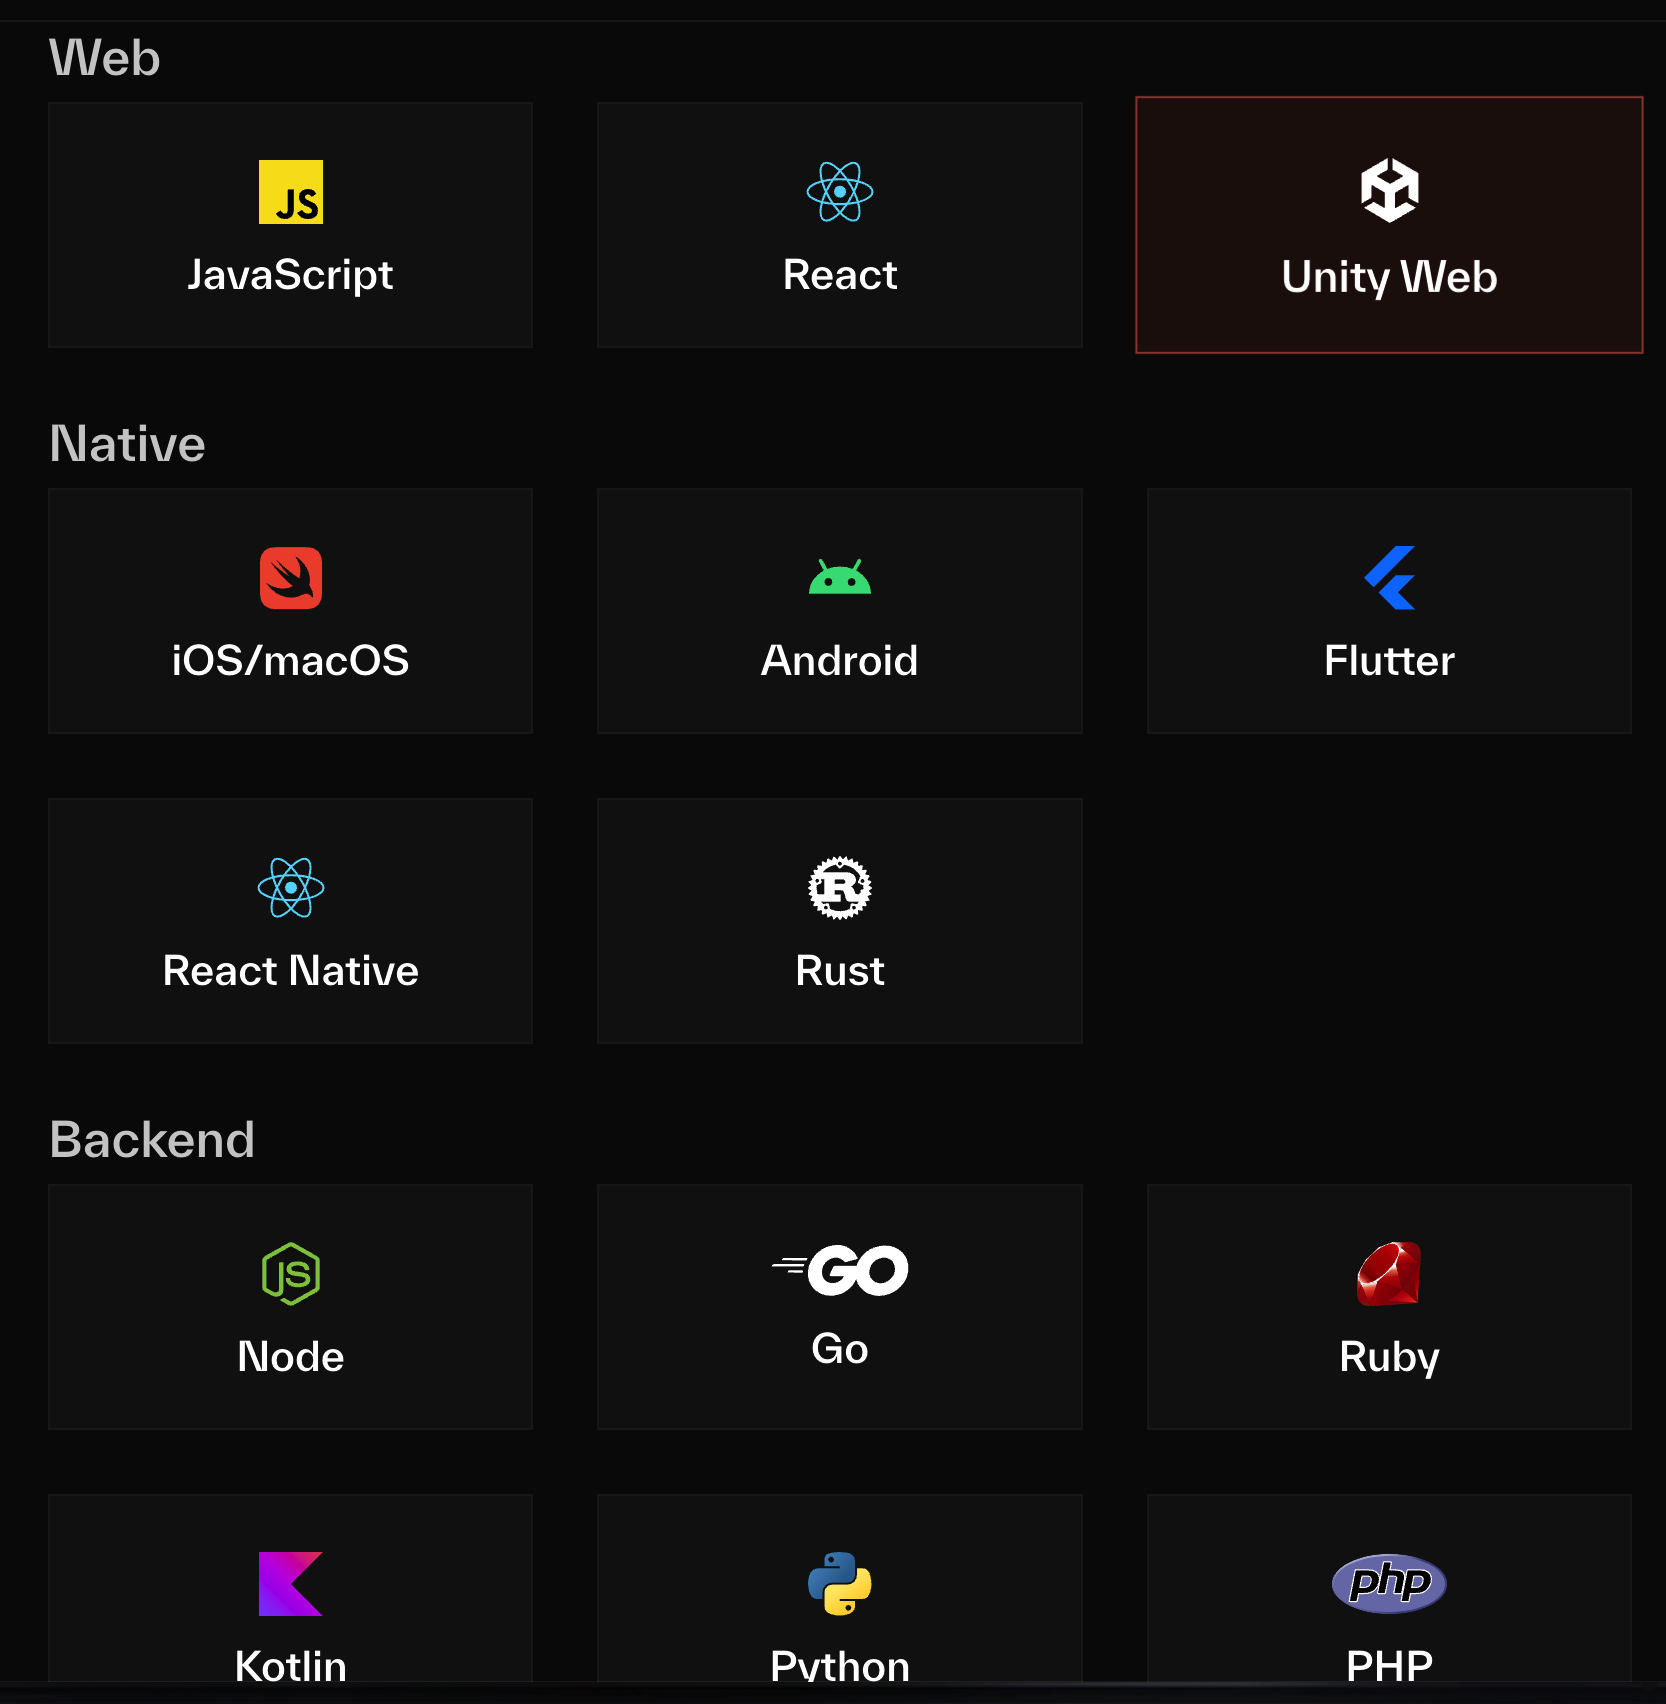 Web
JS
JavaScript
React
Unity Web
Native
iOS/macOS
Android
Flutter
React Native
R
Rust
Backend
JS
Node
GO
Go
Ruby
Kotlin
Python
php
PHP